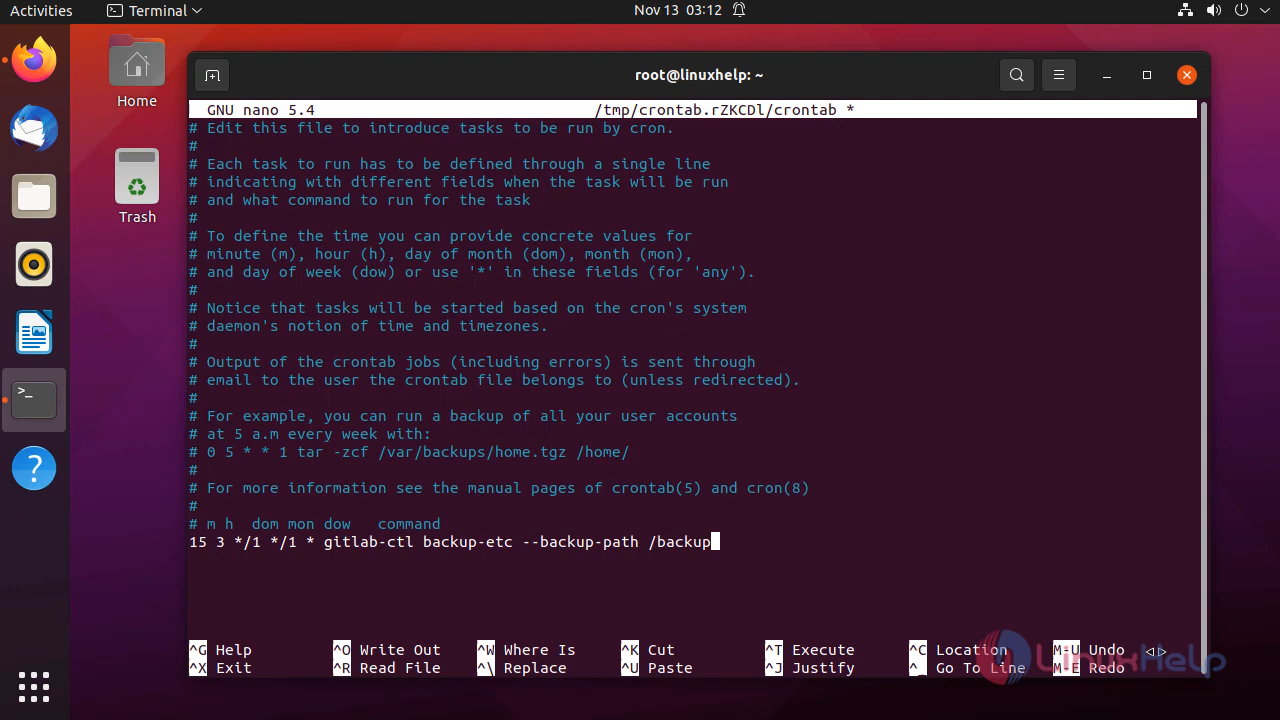 Activities
Terminal
Nov 13 03:12
Home
Trash
root@linuxhelp: ~
GNU nano 5.4 /tmp/crontab.rZKCDl/crontab *
# Edit this file to introduce tasks to be run by cron.
#
# Each task to run has to be defined through a single line
# indicating with different fields when the task will be run
# and what command to run for the task
#
# To define the time you can provide concrete values for
# minute (m), hour (h), day of month (dom), month (mon),
# and day of week (dow) or use '*' in these fields (for 'any').
#
# Notice that tasks will be started based on the cron's system
# daemon's notion of time and timezones.
#
# Output of the crontab jobs (including errors) is sent through
# email to the user the crontab file belongs to (unless redirected).
#
# For example, you can run a backup of all your user accounts
# at 5 a.m every week with:
# 0 5 * * 1 tar -zcf /var/backups/home.tgz /home/
#
# For more information see the manual pages of crontab(5) and cron(8)
#
# m h  dom mon dow   command
15 3 */1 */1 * gitlab-ctl backup-etc --backup-path /backup
^G Help ^O Write Out ^W Where Is ^K Cut ^T Execute ^C Location M-U Undo
^X Exit ^R Read File ^\ Replace ^U Paste ^J Justify ^_ Go To Line M-E Redo
LinuxHelp